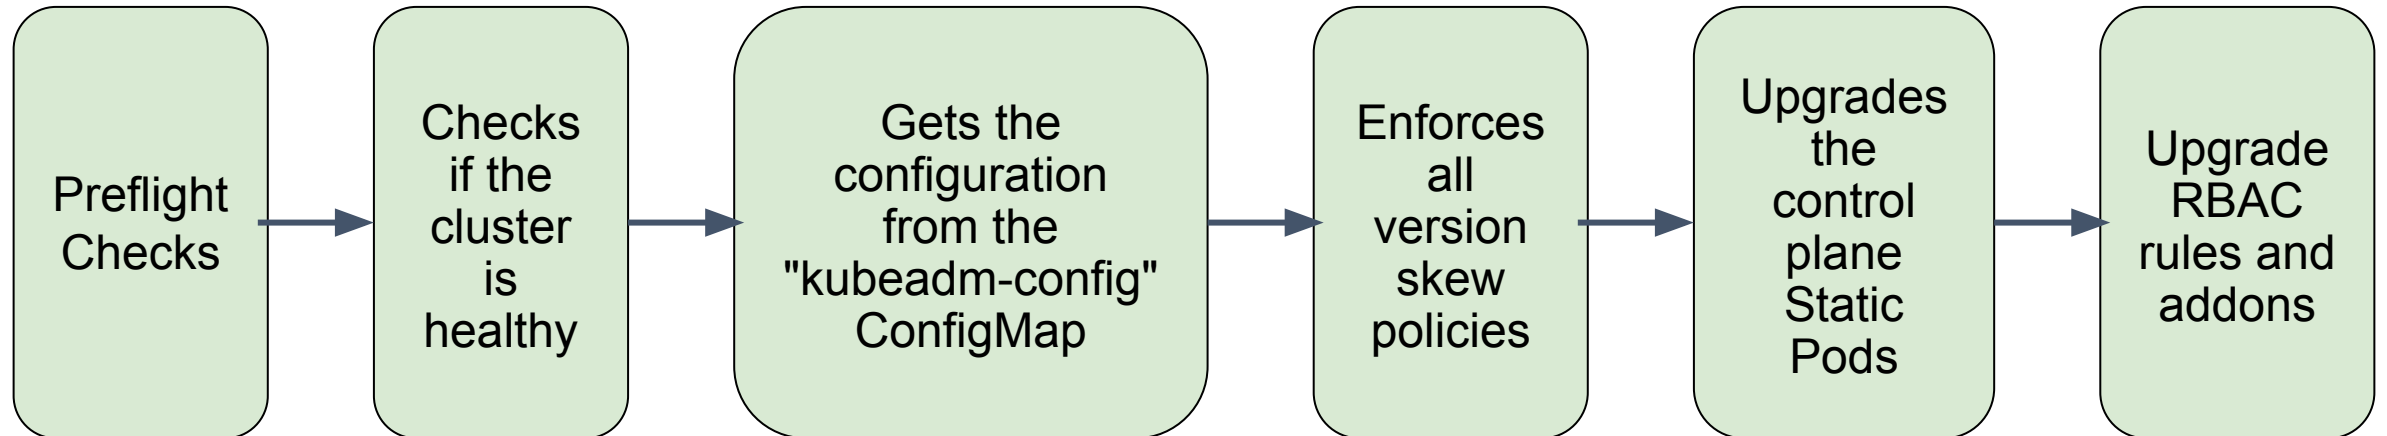 Preflight
Checks
Checks
if the
cluster
is
healthy
Gets the
configuration
from the
"kubeadm-config"
ConfigMap
Enforces
all
version
skew
policies
Upgrades
the
control
plane
Static
Pods
Upgrade
RBAC
rules and
addons